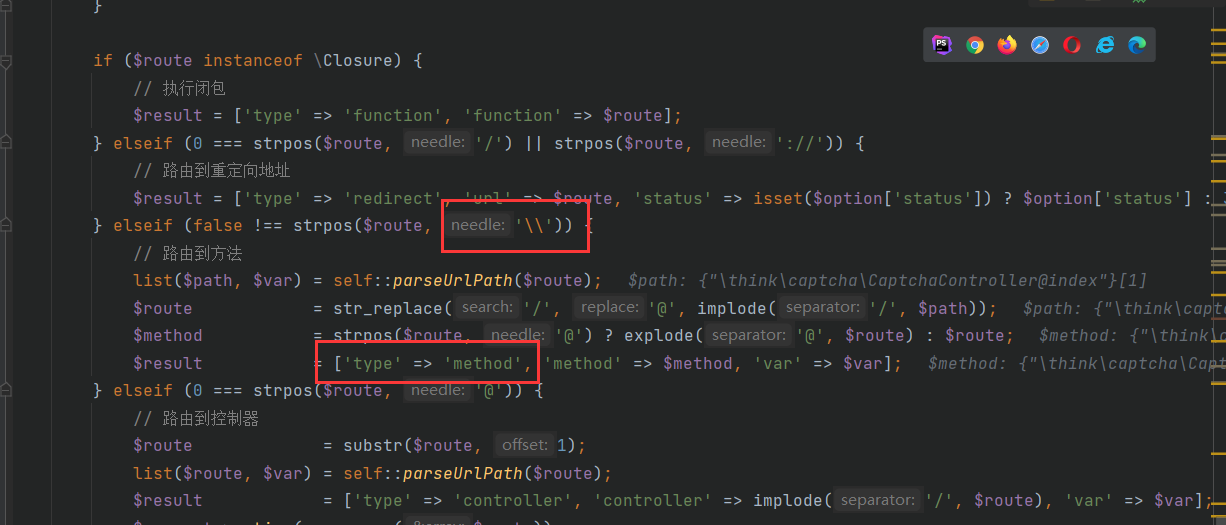 }
if ($route instanceof \Closure) {
// 执行闭包
$result = ['type' => 'function', 'function' => $route];
} elseif (0 === strpos($route, needle: '/') || strpos($route, needle: '://')) {
// 路由到重定向地址
$result = ['type' => 'redirect', 'url' => $route, 'status' => isset($option['status']) ? $option['status'] :
} elseif (false !== strpos($route, needle: '\\')) {
// 路由到方法
list($path, $var) = self::parseUrlPath($route); $path: {"\think\captcha\CaptchaController@index"}[1]
$route = str_replace( search: '/', replace: '@', implode( separator: '/', $path)); $path: {"\think\capt
$method = strpos($route, needle: '@') ? explode( separator: '@', $route) : $route; $method: {"\think\c
$result = ['type' => 'method', 'method' => $method, 'var' => $var]; $method: {"\think\captcha\Capt
} elseif (0 === strpos($route, needle: '@')) {
// 路由到控制器
$route = substr($route, offset: 1);
list($route, $var) = self::parseUrlPath($route);
$result = ['type' => 'controller', 'controller' => implode( separator: '/', $route), 'var' => $var];